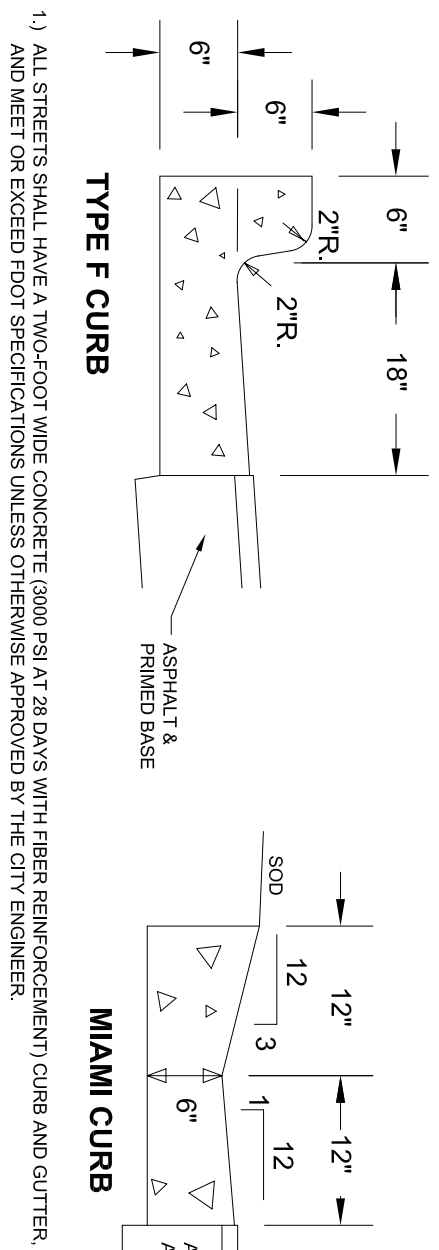 6"
18"
6"
6"
2"R.
2"R.
ASPHALT &
PRIMED BASE
TYPE F CURB
12"
12"
SOD
12
3
1
12
6"
MIAMI CURB
1.) ALL STREETS SHALL HAVE A TWO-FOOT WIDE CONCRETE (3000 PSI AT 28 DAYS WITH FIBER REINFORCEMENT) CURB AND GUTTER,
AND MEET OR EXCEED FDOT SPECIFICATIONS UNLESS OTHERWISE APPROVED BY THE CITY ENGINEER.